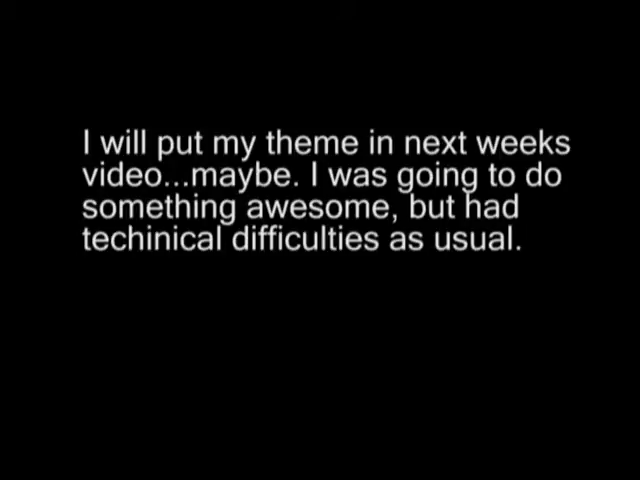 I will put my theme in next weeks
video...maybe. I was going to do
something awesome, but had
techinical difficulties as usual.